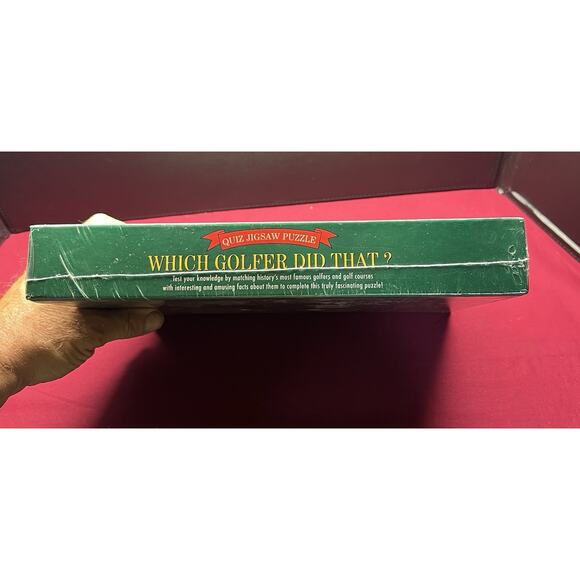 QUIZ JIGSAW PUZZLE
WHICH GOLFER DID THAT ?
Test your knowledge by matching history's most famous golfers and golf courses
with interesting and amusing facts about them to complete this truly fascinating puzzle!